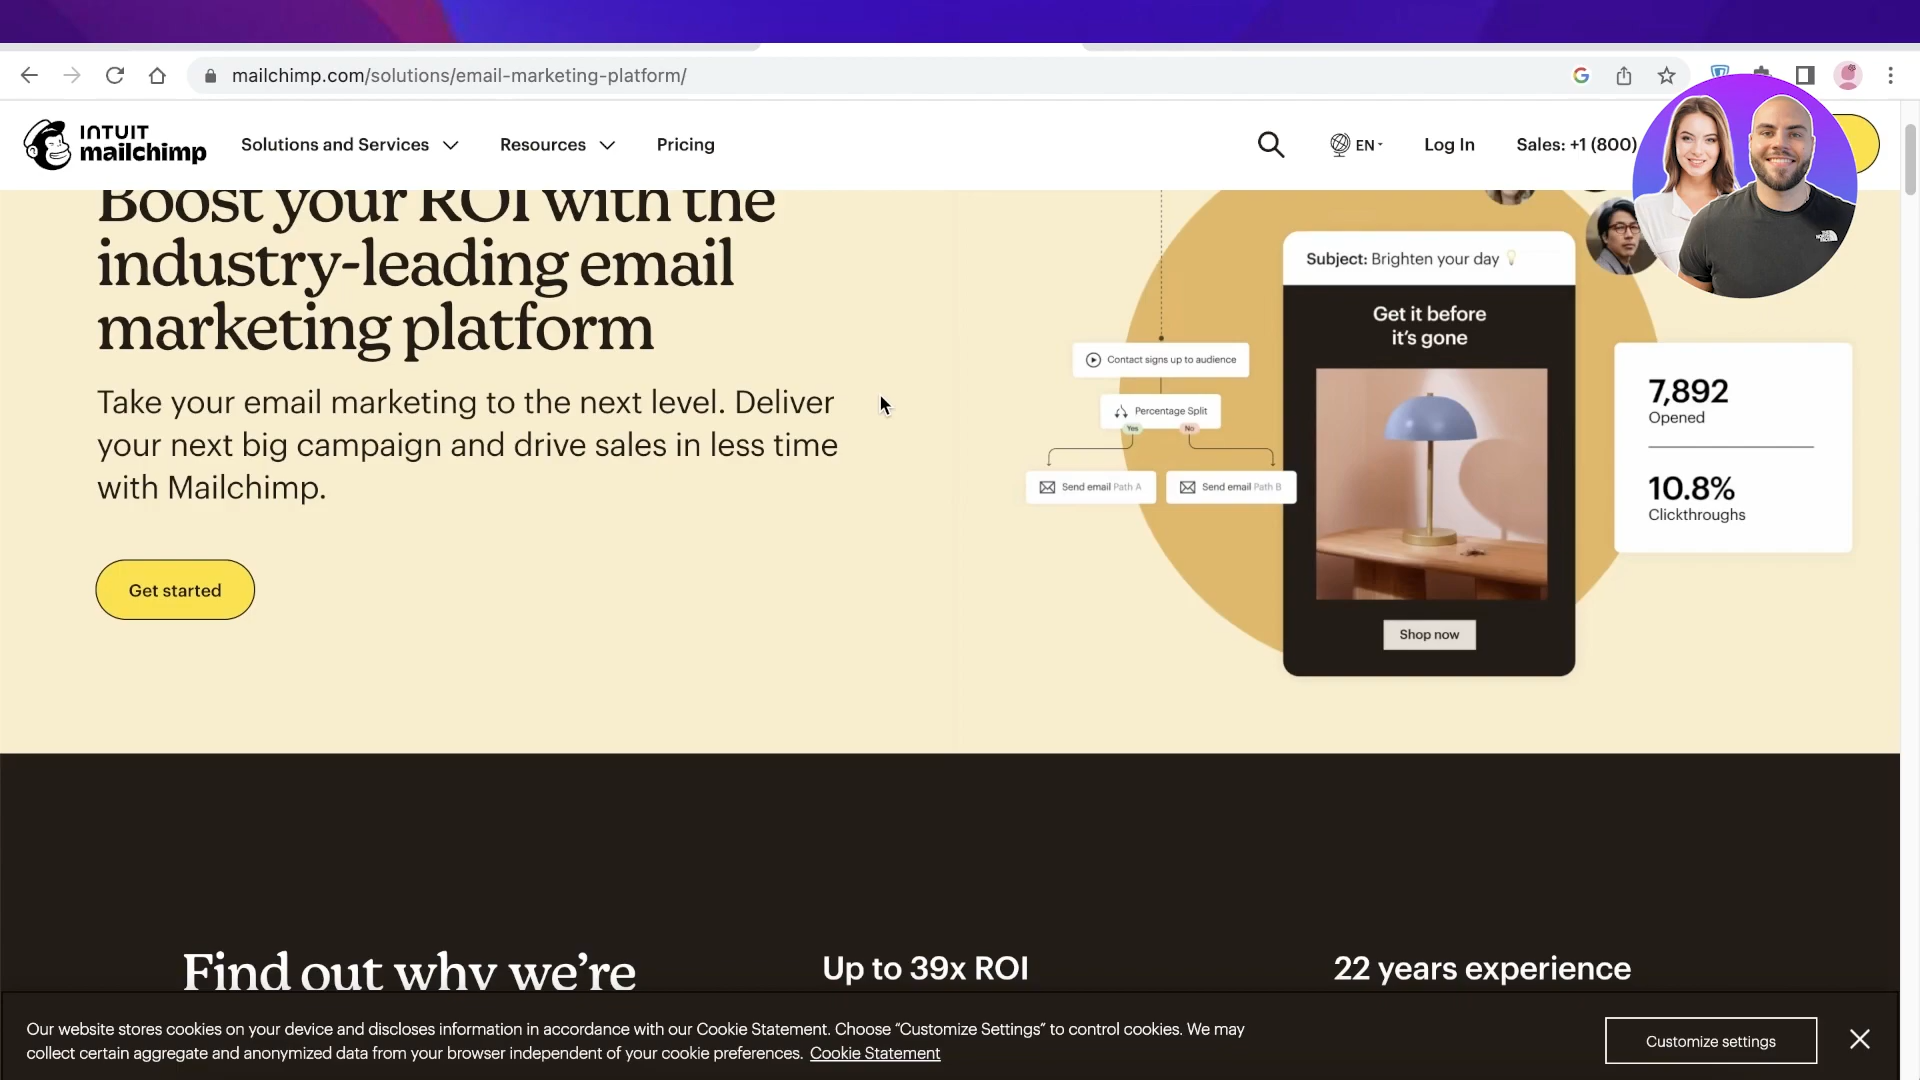 mailchimp.com/solutions/email-marketing-platform/
INTUIT
mailchimp
Solutions and Services
Resources
Pricing
EN
Log In
Sales: +1 (800)
Boost your ROI with the
industry-leading email
marketing platform
Take your email marketing to the next level. Deliver
your next big campaign and drive sales in less time
with Mailchimp.
Get started
Contact signs up to audience
Percentage Split
Yes
No
Send email Path A
Send email Path B
Subject: Brighten your day
Get it before
it’s gone
Shop now
7,892
Opened
10.8%
Clickthroughs
Find out why we’re
Up to 39x ROI
22 years experience
Our website stores cookies on your device and discloses information in accordance with our Cookie Statement. Choose “Customize Settings” to control cookies. We may
collect certain aggregate and anonymized data from your browser independent of your cookie preferences. Cookie Statement
Customize settings